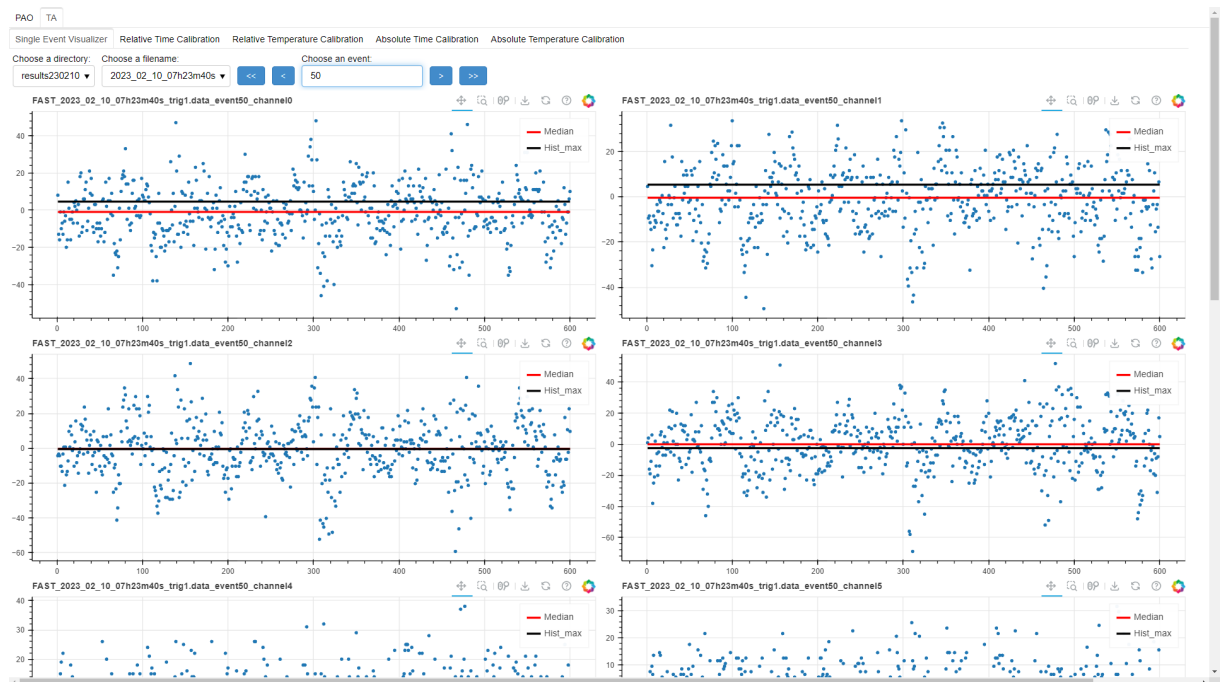 PAO TA
Single Event Visualizer Relative Time Calibration Relative Temperature Calibration Absolute Time Calibration Absolute Temperature Calibration
Choose a directory: Choose a filename: Choose an event:
results230210 2023_02_10_07h23m40s << < 50 > >>
FAST_2023_02_10_07h23m40s_trig1.data_event50_channel0
Median
Hist_max
40
20
0
−20
−40
0 100 200 300 400 500 600
FAST_2023_02_10_07h23m40s_trig1.data_event50_channel1
Median
Hist_max
20
0
−20
−40
0 100 200 300 400 500 600
FAST_2023_02_10_07h23m40s_trig1.data_event50_channel2
Median
Hist_max
40
20
0
−20
−40
−60
0 100 200 300 400 500 600
FAST_2023_02_10_07h23m40s_trig1.data_event50_channel3
Median
Hist_max
40
20
0
−20
−40
−60
0 100 200 300 400 500 600
FAST_2023_02_10_07h23m40s_trig1.data_event50_channel4
Median
Hist_max
40
30
20
FAST_2023_02_10_07h23m40s_trig1.data_event50_channel5
Median
Hist_max
30
20
10